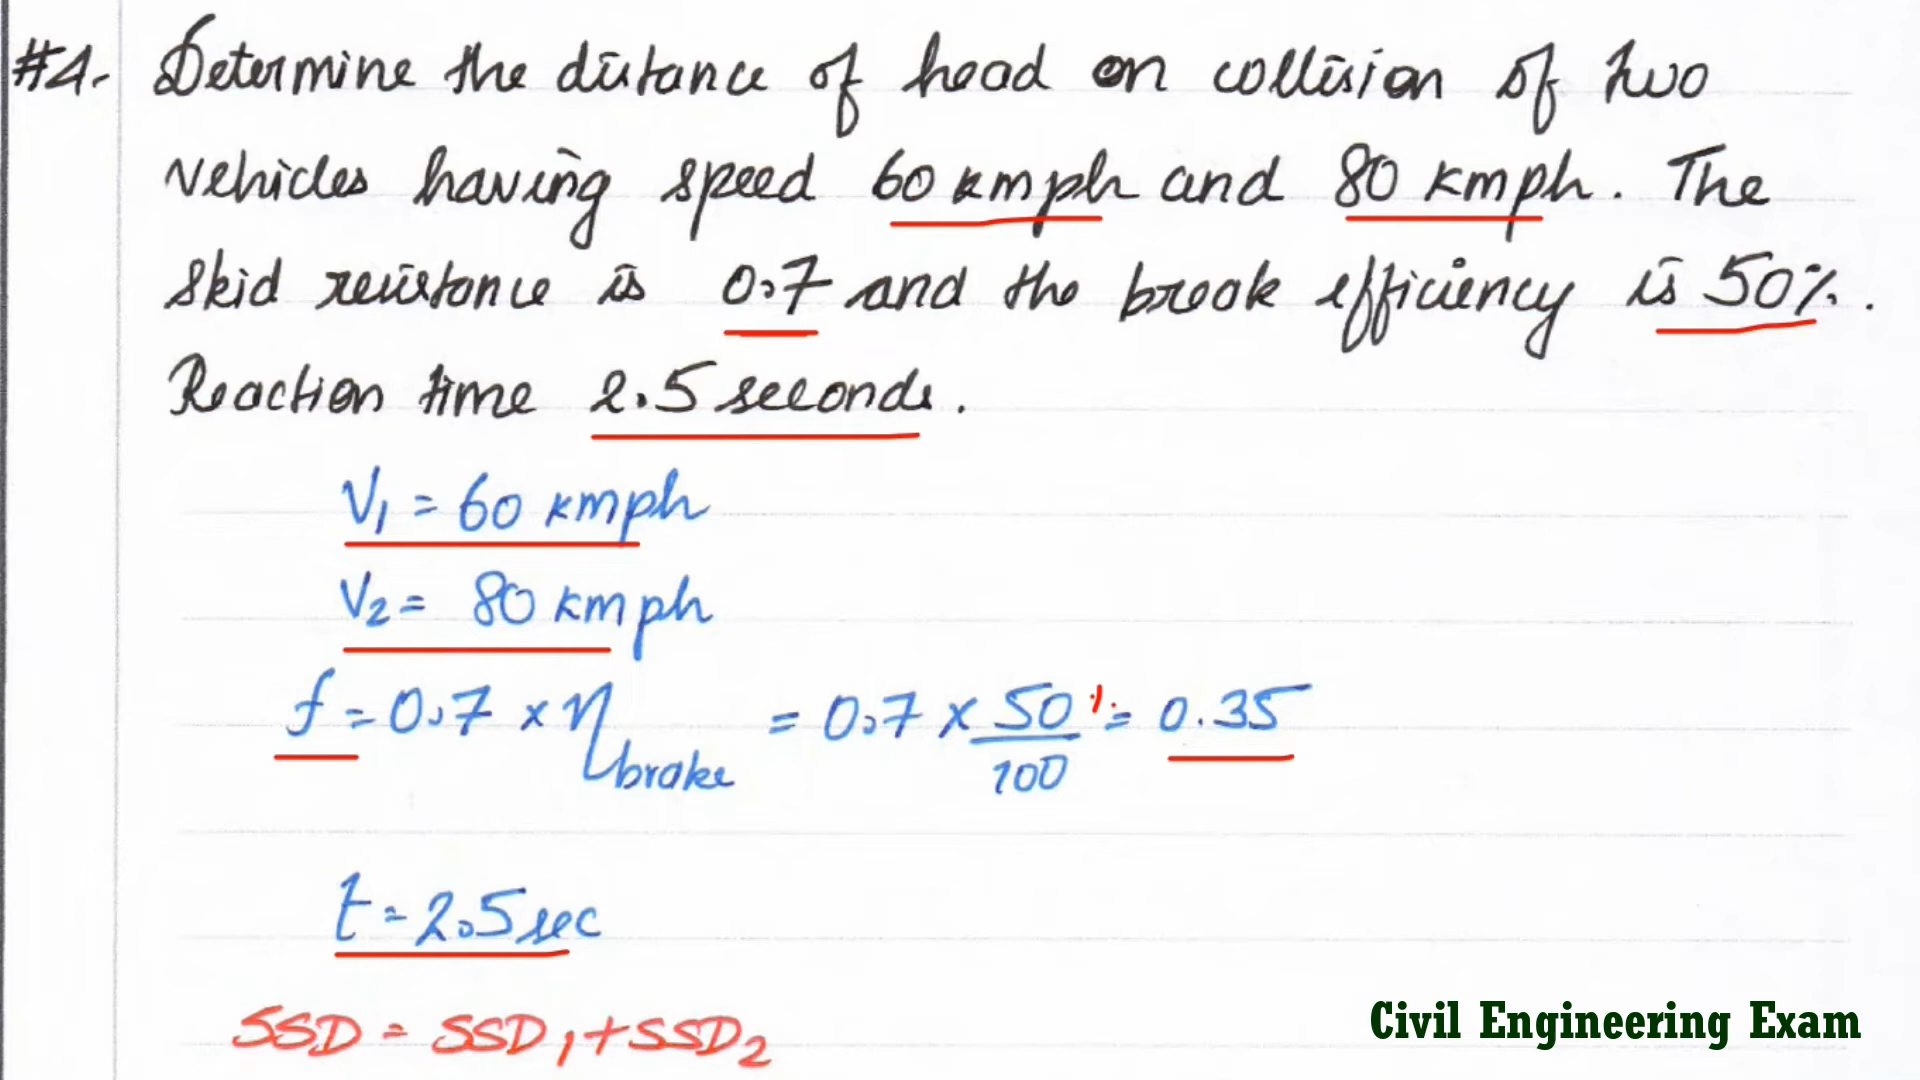 #4. Determine the distance of head on collision of two
vehicles having speed 60 kmph and 80 kmph. The
skid resistance is 0.7 and the break efficiency is 50%.
Reaction time 2.5 seconds.
V1 = 60 kmph
V2 = 80 kmph
f = 0.7 × η brake = 0.7 × 50%/100 = 0.35
t = 2.5 sec
SSD = SSD1 + SSD2
Civil Engineering Exam